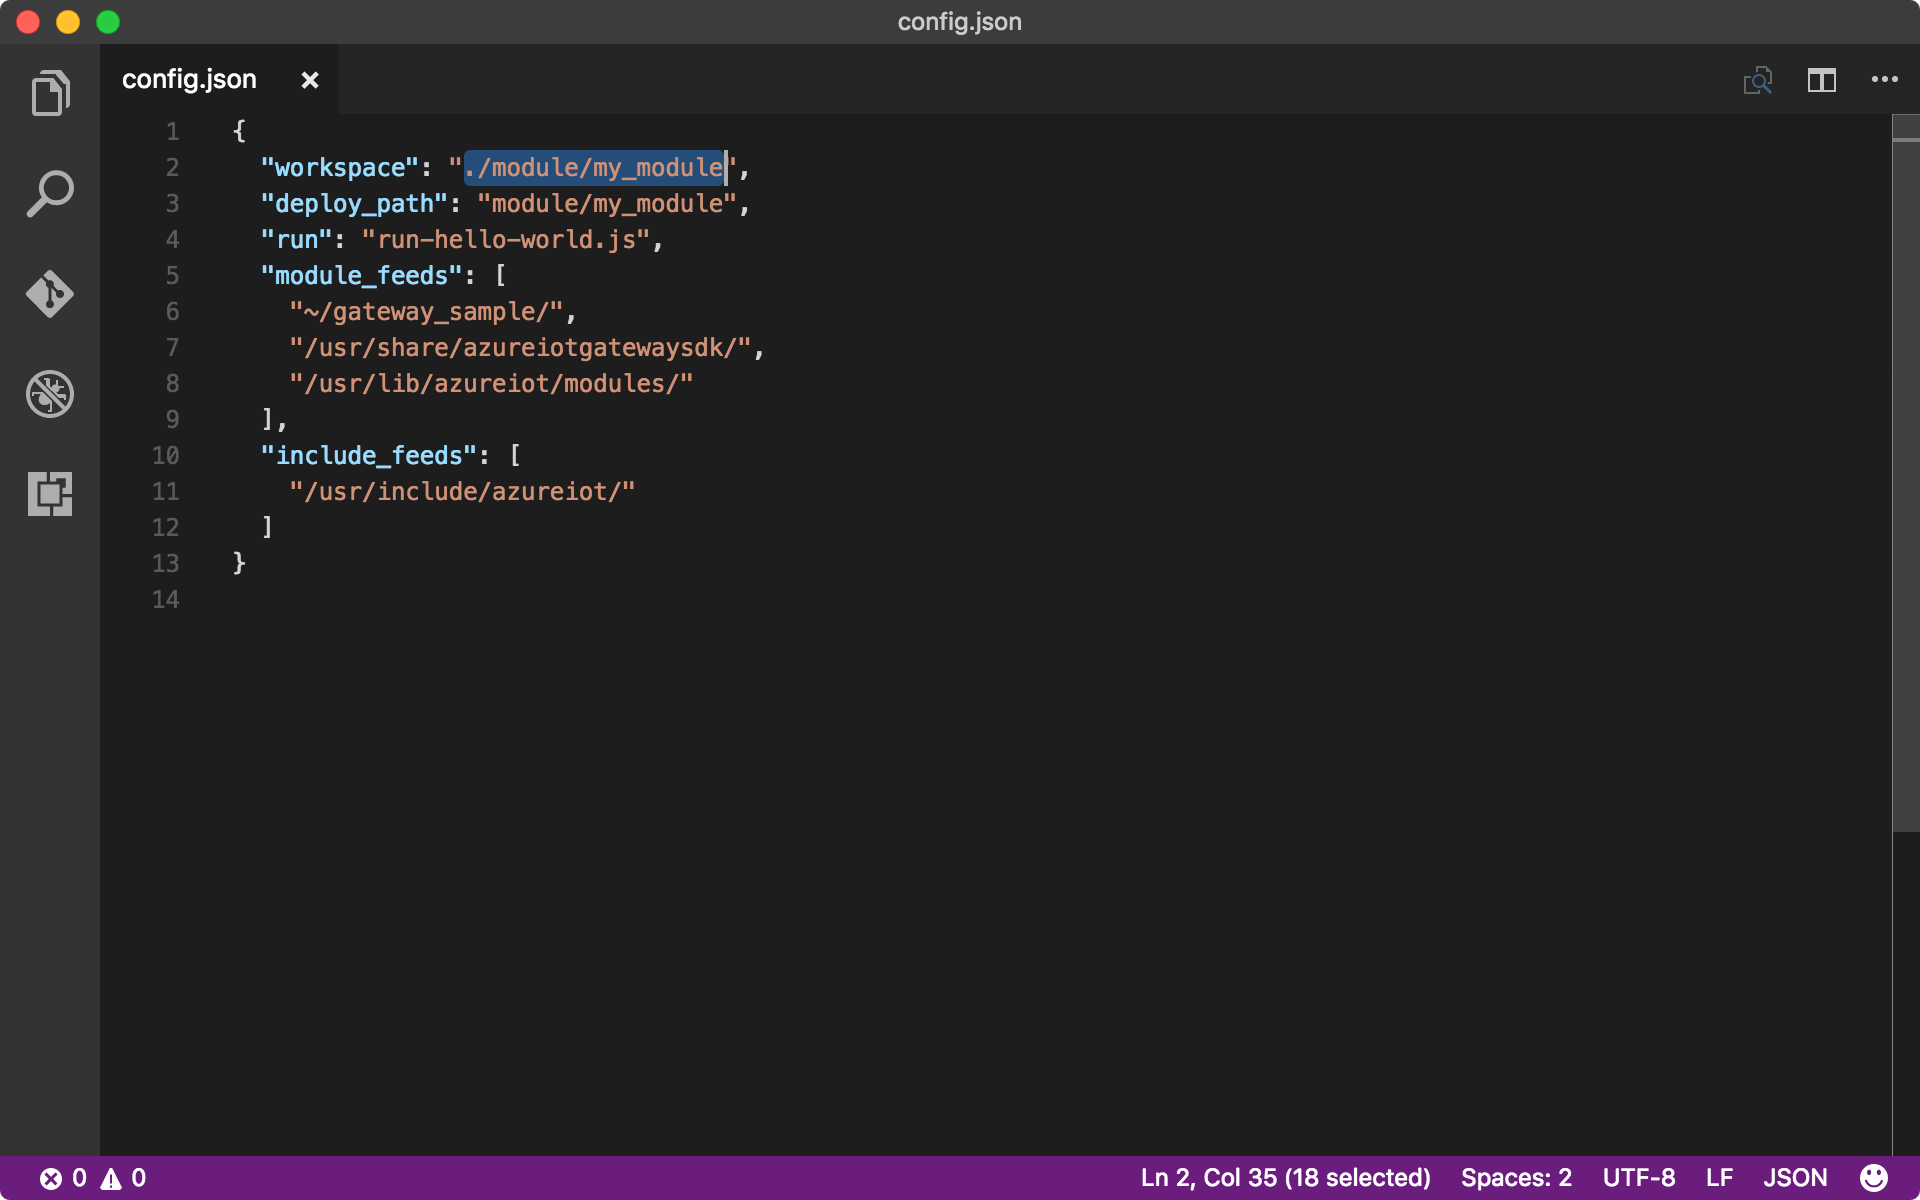 config.json
config.json
1 {
2   "workspace": "./module/my_module",
3   "deploy_path": "module/my_module",
4   "run": "run-hello-world.js",
5   "module_feeds": [
6     "~/gateway_sample/",
7     "/usr/share/azureiotgatewaysdk/",
8     "/usr/lib/azureiot/modules/"
9   ],
10   "include_feeds": [
11     "/usr/include/azureiot/"
12   ]
13 }
14
0 0 Ln 2, Col 35 (18 selected) Spaces: 2 UTF-8 LF JSON